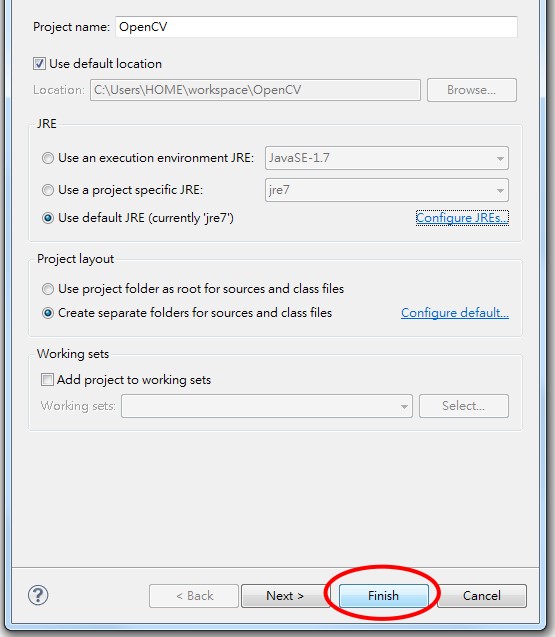 Project name: OpenCV
Use default location
Location: C:\Users\HOME\workspace\OpenCV Browse...
JRE
Use an execution environment JRE: JavaSE-1.7
Use a project specific JRE: jre7
Use default JRE (currently 'jre7') Configure JREs...
Project layout
Use project folder as root for sources and class files
Create separate folders for sources and class files Configure default...
Working sets
Add project to working sets
Working sets: Select...
? < Back Next > Finish Cancel